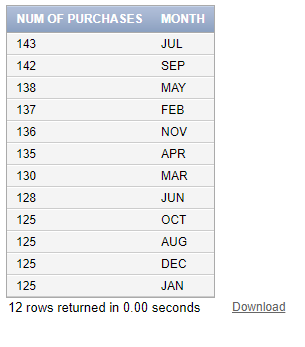 NUM OF PURCHASES MONTH
143 JUL
142 SEP
138 MAY
137 FEB
136 NOV
135 APR
130 MAR
128 JUN
125 OCT
125 AUG
125 DEC
125 JAN
12 rows returned in 0.00 seconds Download